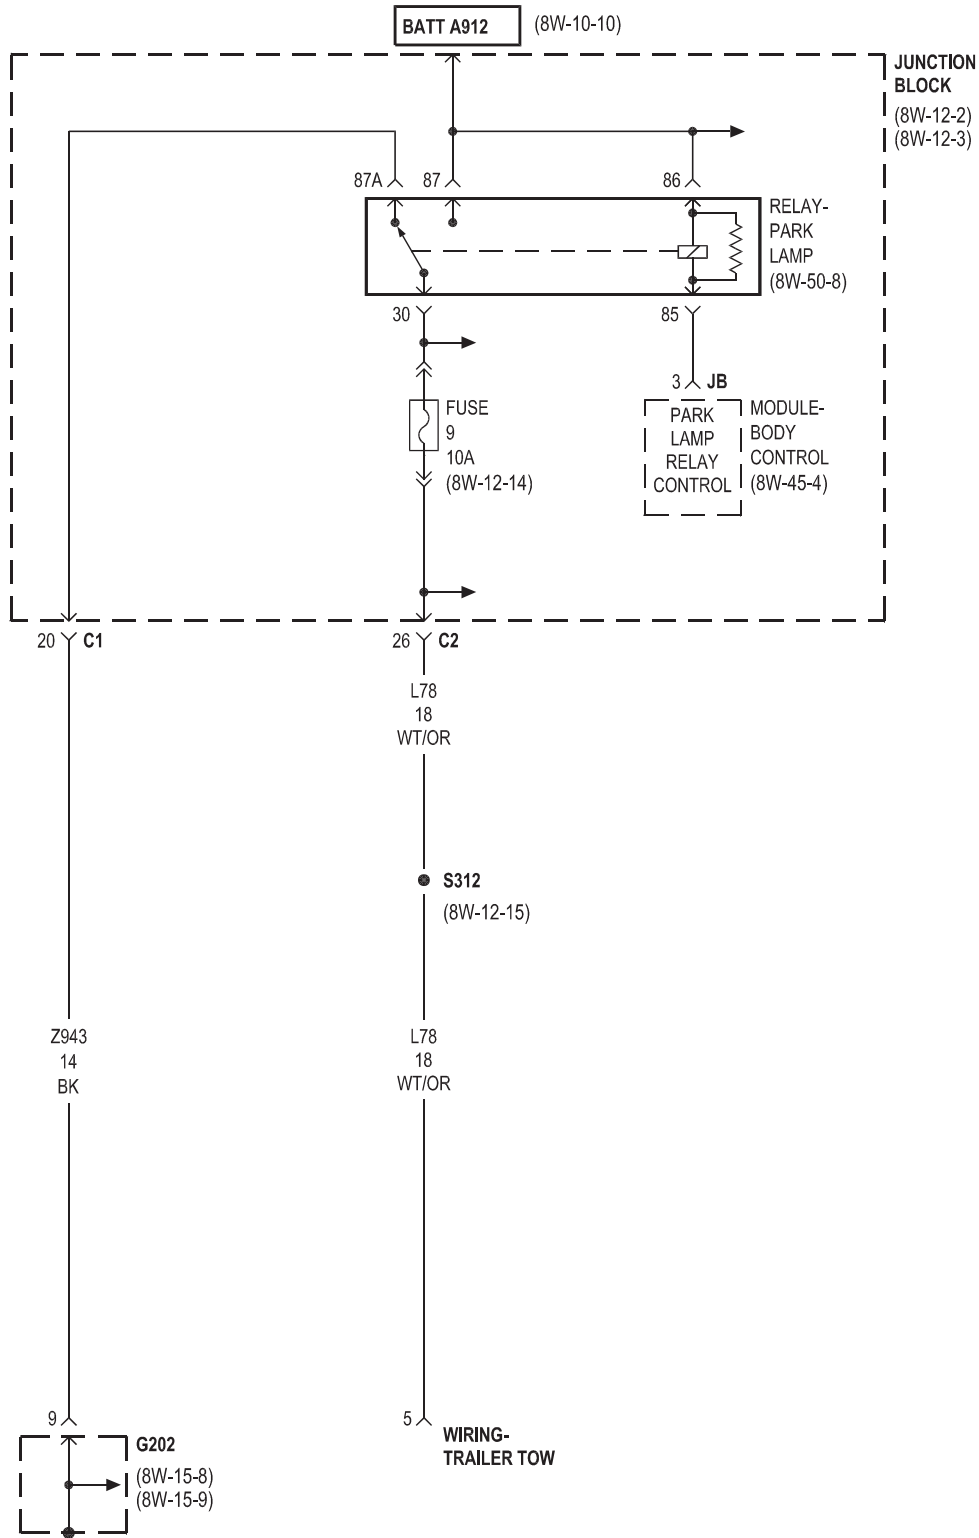 BATT A912
(8W-10-10)
JUNCTION
BLOCK
(8W-12-2)
(8W-12-3)
87A
87
86
RELAY-
PARK
LAMP
(8W-50-8)
30
85
3
JB
FUSE
9
10A
(8W-12-14)
PARK
LAMP
RELAY
CONTROL
MODULE-
BODY
CONTROL
(8W-45-4)
20
C1
26
C2
L78
18
WT/OR
S312
(8W-12-15)
Z943
14
BK
L78
18
WT/OR
9
G202
(8W-15-8)
(8W-15-9)
5
WIRING-
TRAILER TOW